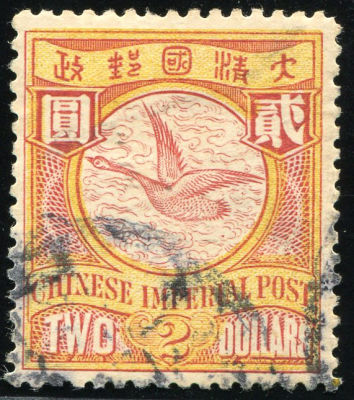 大清國郵政
貳 圓
CHINESE IMPERIAL POST
TWO 2 DOLLARS